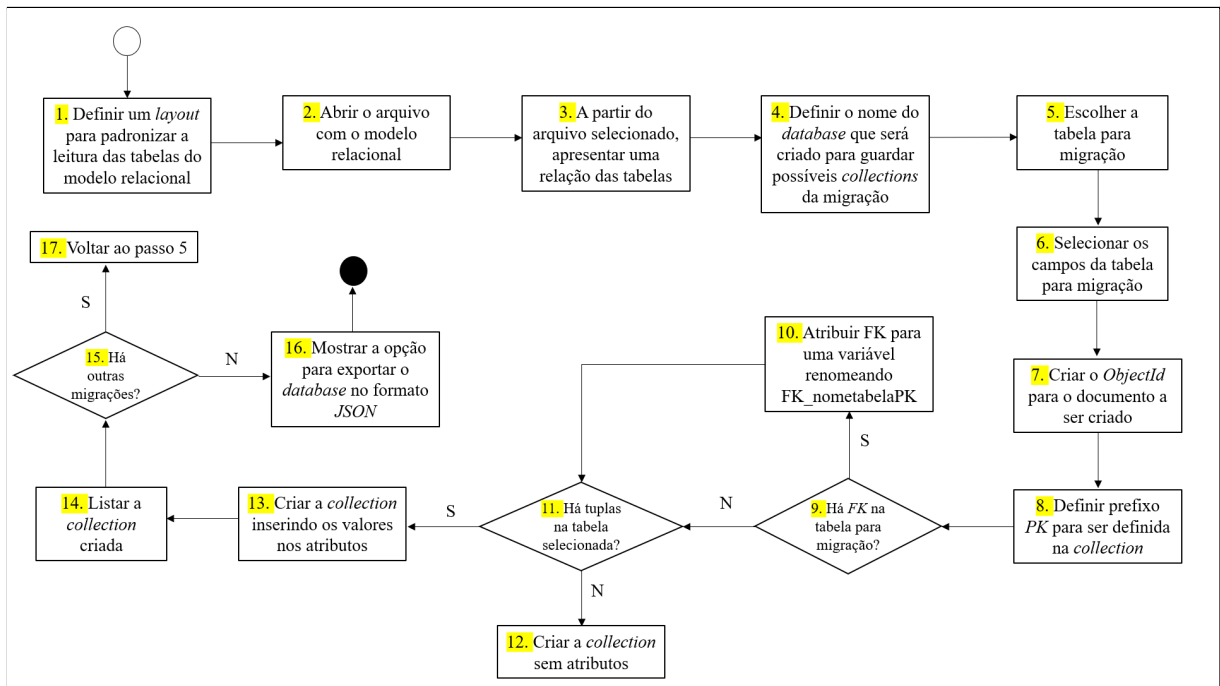 1. Definir um layout
para padronizar a
leitura das tabelas do
modelo relacional
2. Abrir o arquivo
com o modelo
relacional
3. A partir do
arquivo selecionado,
apresentar uma
relação das tabelas
4. Definir o nome do
database que será
criado para guardar
possíveis collections
da migração
5. Escolher a
tabela para
migração
6. Selecionar os
campos da tabela
para migração
7. Criar o ObjectId
para o documento a
ser criado
8. Definir prefixo
PK para ser definida
na collection
9. Há FK na
tabela para
migração?
S
N
10. Atribuir FK para
uma variável
renomeando
FK_nometabelaPK
11. Há tuplas
na tabela
selecionada?
S
N
12. Criar a collection
sem atributos
13. Criar a collection
inserindo os valores
nos atributos
14. Listar a
collection
criada
15. Há
outras
migrações?
S
N
16. Mostrar a opção
para exportar o
database no formato
JSON
17. Voltar ao passo 5